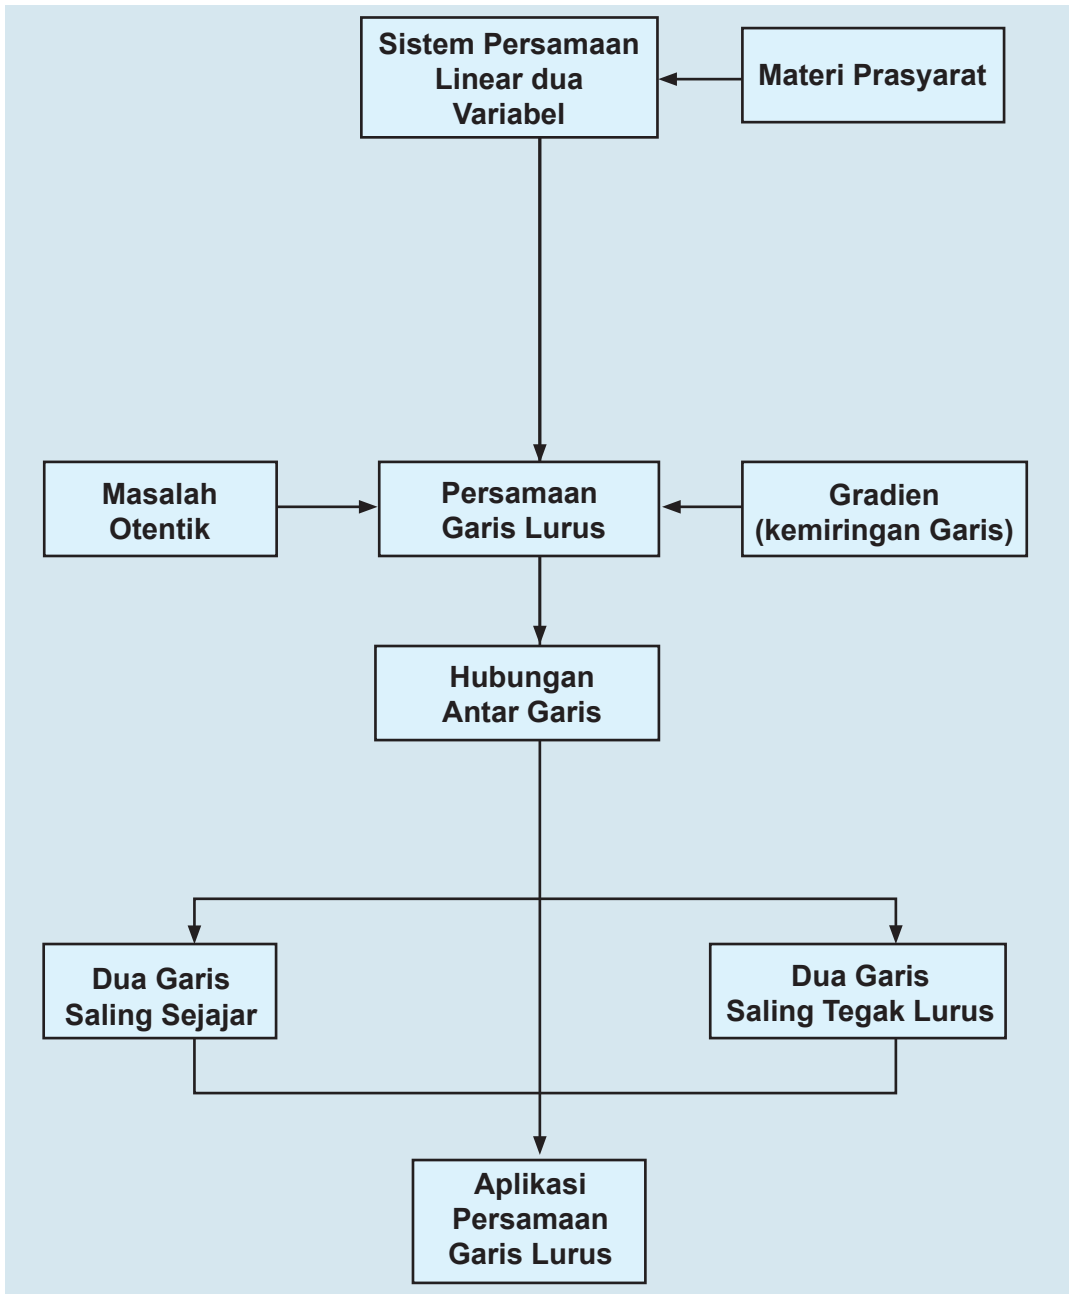 Sistem Persamaan
Linear dua
Variabel
Materi Prasyarat
Masalah
Otentik
Persamaan
Garis Lurus
Gradien
(kemiringan Garis)
Hubungan
Antar Garis
Dua Garis
Saling Sejajar
Dua Garis
Saling Tegak Lurus
Aplikasi
Persamaan
Garis Lurus